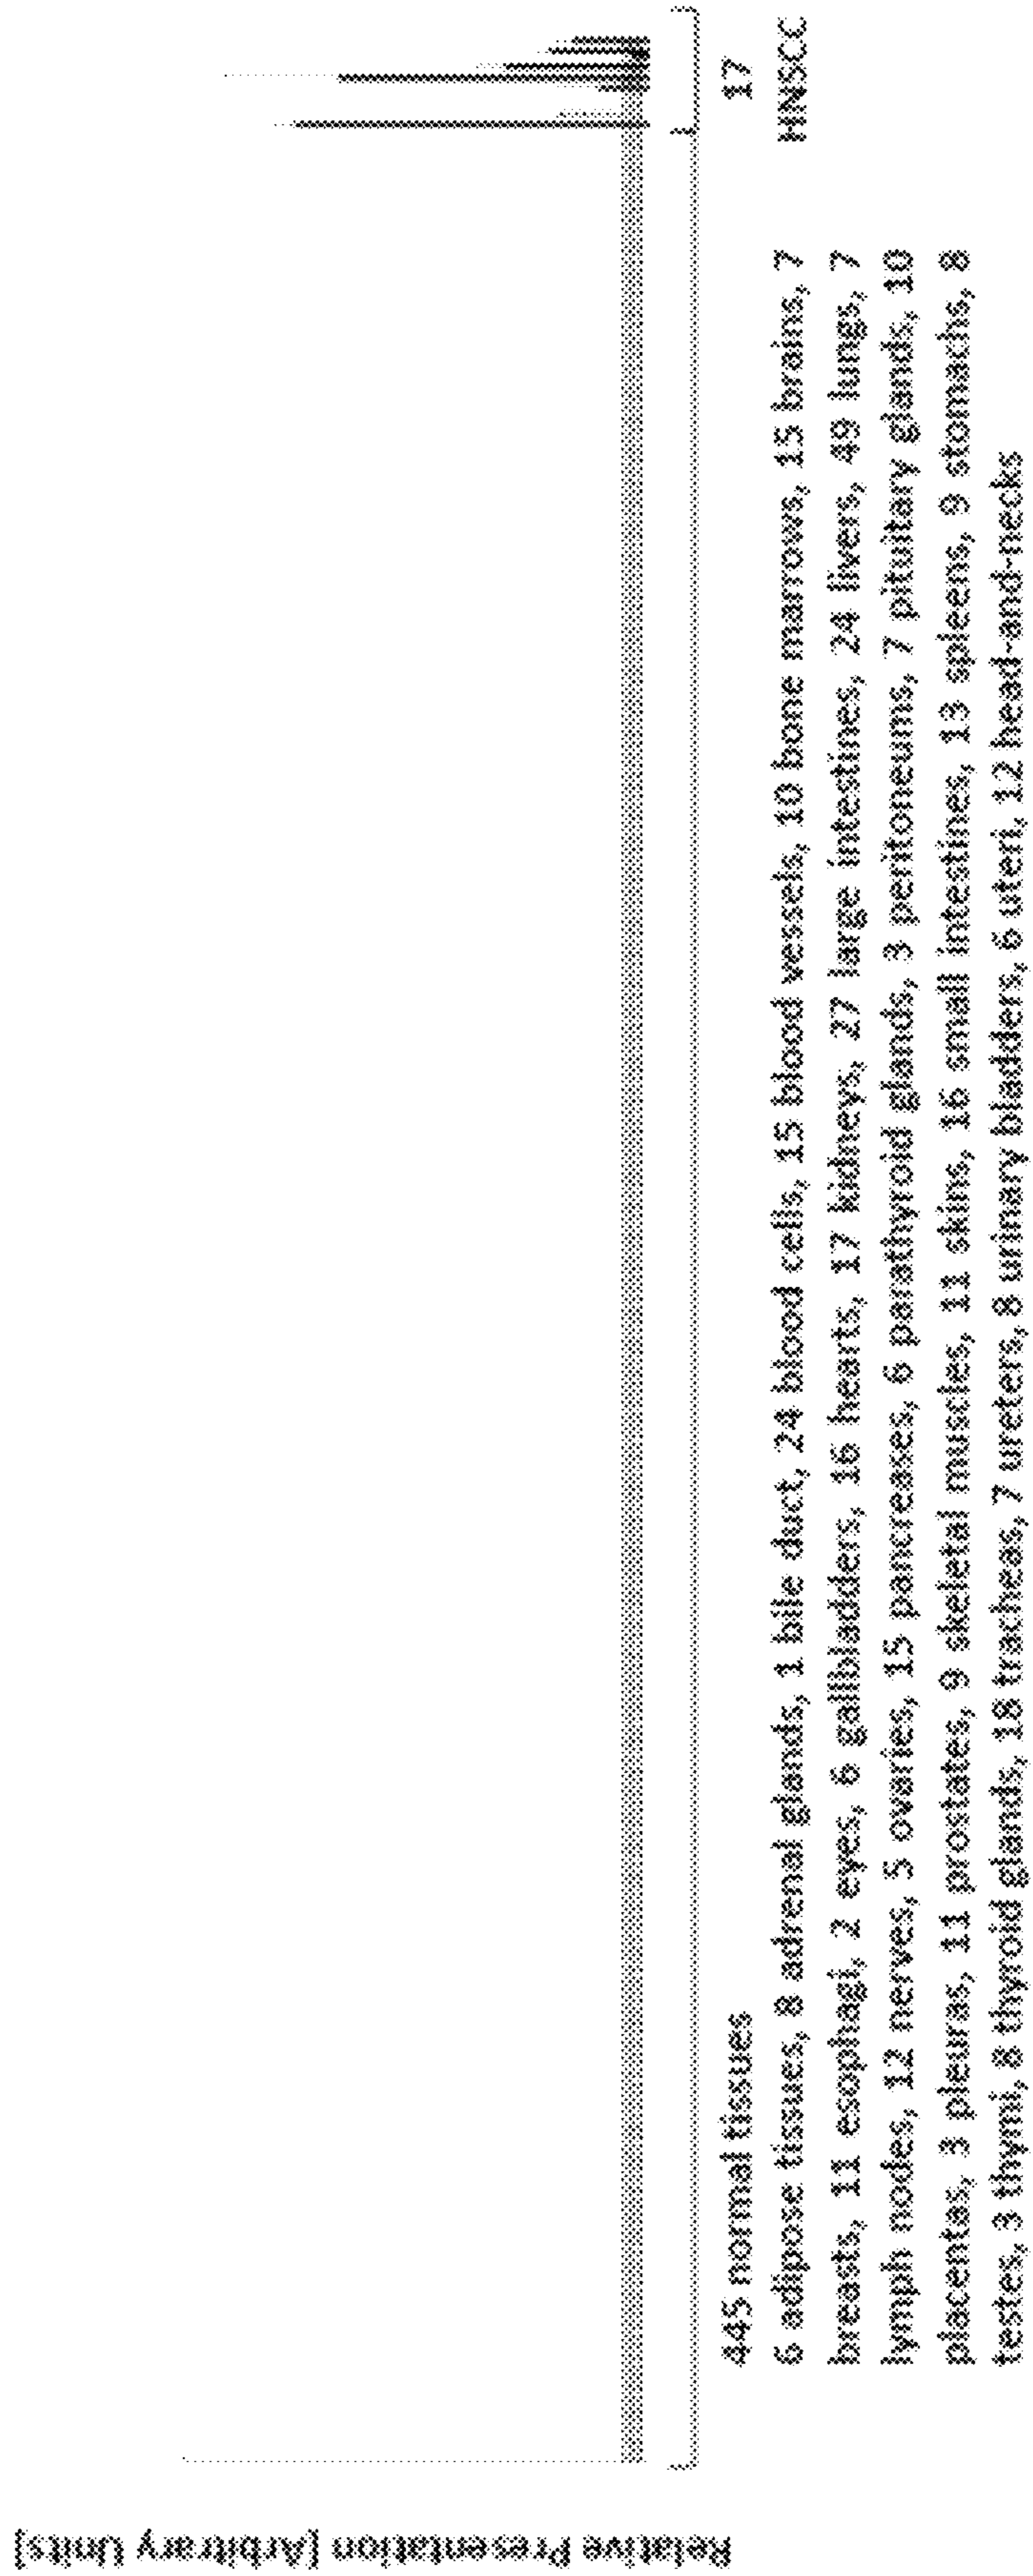 Relative Presentation [Arbitrary Units]
445 normal tissues
17
HNSCC
6 adipose tissues, 8 adrenal glands, 1 bile duct, 24 blood cells, 15 blood vessels, 10 bone marrows, 15 brains, 7
breasts, 11 esophagi, 2 eyes, 6 gallbladders, 16 hearts, 17 kidneys, 27 large intestines, 24 livers, 49 lungs, 7
lymph nodes, 12 nerves, 5 ovaries, 15 pancreases, 6 parathyroid glands, 3 peritoneums, 7 pituitary glands, 10
placentas, 3 pleuras, 11 prostates, 9 skeletal muscles, 11 skins, 16 small intestines, 13 spleens, 9 stomachs, 8
testes, 3 thymi, 8 thyroid glands, 18 tracheas, 7 ureters, 8 urinary bladders, 6 uteri, 12 head-and-necks